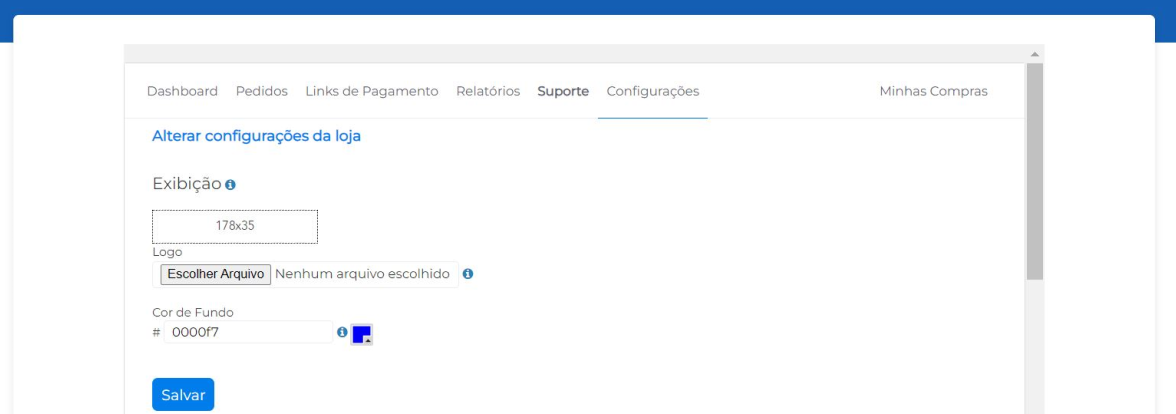 Dashboard Pedidos Links de Pagamento Relatórios Suporte Configurações Minhas Compras
Alterar configurações da loja
Exibição
178x35
Logo
Escolher Arquivo Nenhum arquivo escolhido
Cor de Fundo
# 0000f7
Salvar